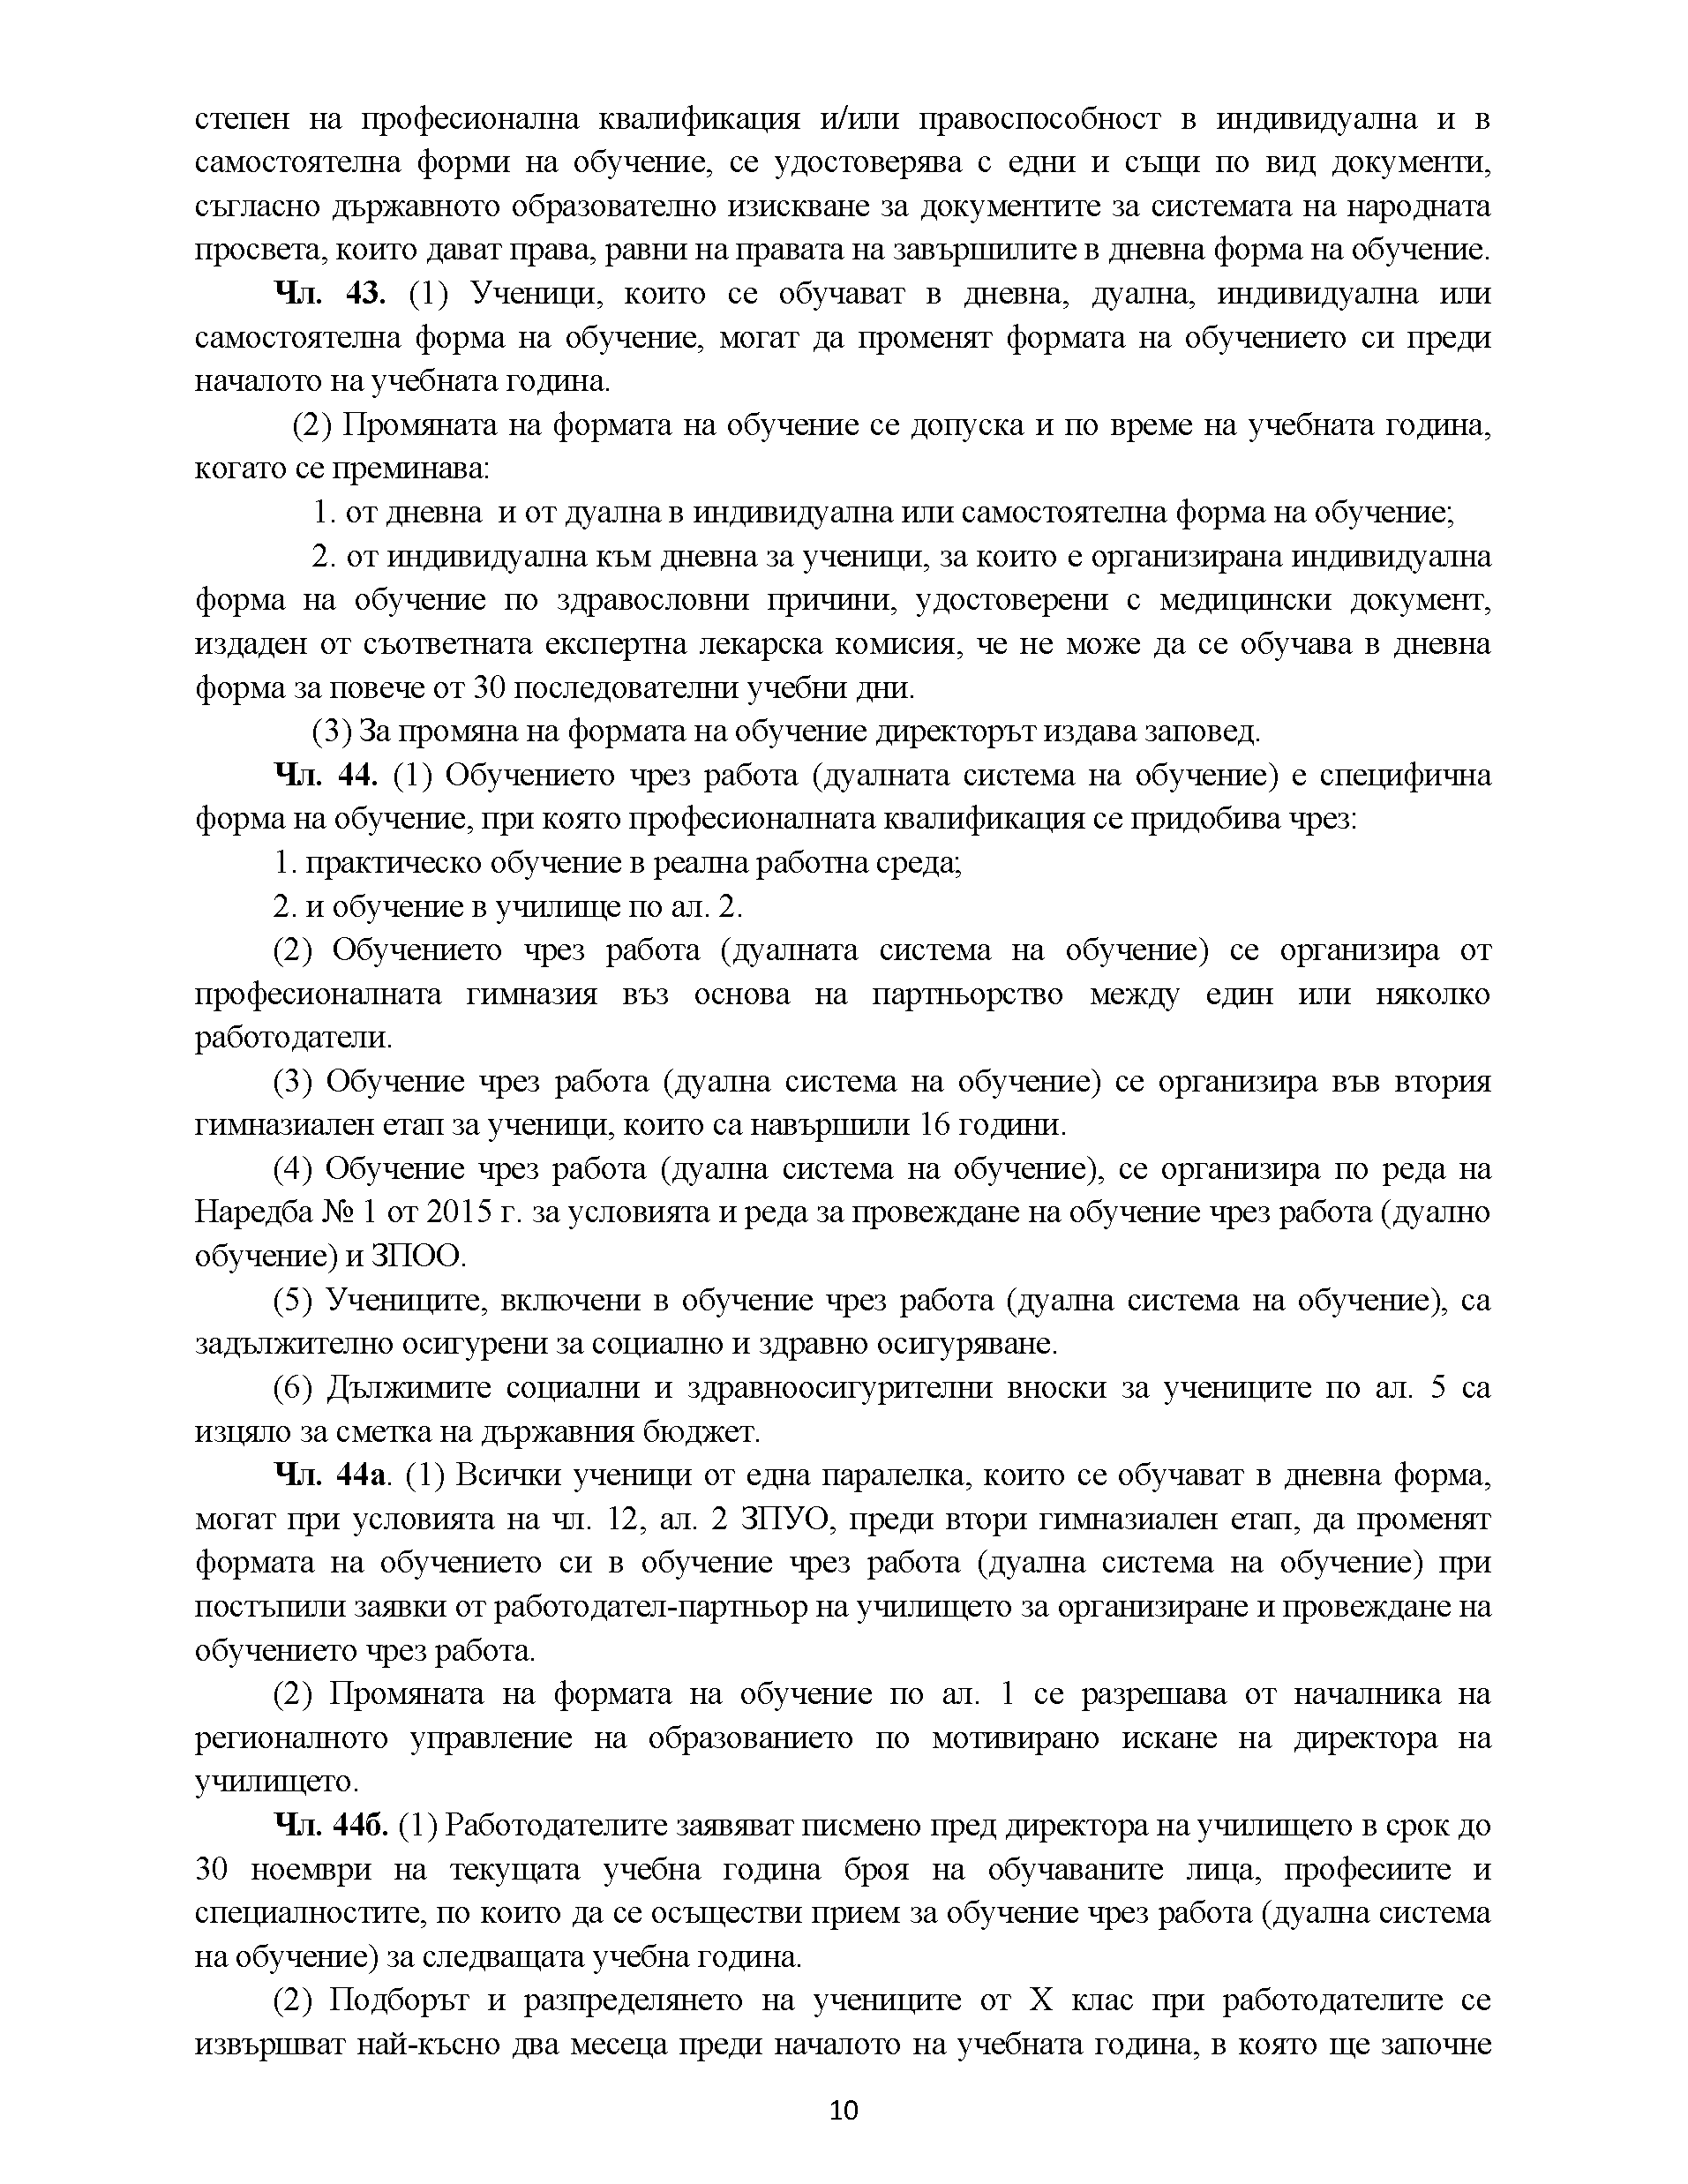 степен на професионална квалификация и/или правоспособност в индивидуална и в
самостоятелна форми на обучение, се удостоверява с едни и същи по вид документи,
съгласно държавното образователно изискване за документите за системата на народната
просвета, които дават права, равни на правата на завършилите в дневна форма на обучение.
Чл. 43. (1) Ученици, които се обучават в дневна, дуална, индивидуална или
самостоятелна форма на обучение, могат да променят формата на обучението си преди
началото на учебната година.
(2) Промяната на формата на обучение се допуска и по време на учебната година,
когато се преминава:
1. от дневна и от дуална в индивидуална или самостоятелна форма на обучение;
2. от индивидуална към дневна за ученици, за които е организирана индивидуална
форма на обучение по здравословни причини, удостоверени с медицински документ,
издаден от съответната експертна лекарска комисия, че не може да се обучава в дневна
форма за повече от 30 последователни учебни дни.
(3) За промяна на формата на обучение директорът издава заповед.
Чл. 44. (1) Обучението чрез работа (дуалната система на обучение) е специфична
форма на обучение, при която професионалната квалификация се придобива чрез:
1. практическо обучение в реална работна среда;
2. и обучение в училище по ал. 2.
(2) Обучението чрез работа (дуалната система на обучение) се организира от
професионалната гимназия въз основа на партньорство между един или няколко
работодатели.
(3) Обучение чрез работа (дуална система на обучение) се организира във втория
гимназиален етап за ученици, които са навършили 16 години.
(4) Обучение чрез работа (дуална система на обучение), се организира по реда на
Наредба № 1 от 2015 г. за условията и реда за провеждане на обучение чрез работа (дуално
обучение) и ЗПОО.
(5) Учениците, включени в обучение чрез работа (дуална система на обучение), са
задължително осигурени за социално и здравно осигуряване.
(6) Дължимите социални и здравноосигурителни вноски за учениците по ал. 5 са
изцяло за сметка на държавния бюджет.
Чл. 44а. (1) Всички ученици от една паралелка, които се обучават в дневна форма,
могат при условията на чл. 12, ал. 2 ЗПУО, преди втори гимназиален етап, да променят
формата на обучението си в обучение чрез работа (дуална система на обучение) при
постъпили заявки от работодател-партньор на училището за организиране и провеждане на
обучението чрез работа.
(2) Промяната на формата на обучение по ал. 1 се разрешава от началника на
регионалното управление на образованието по мотивирано искане на директора на
училището.
Чл. 44б. (1) Работодателите заявяват писмено пред директора на училището в срок до
30 ноември на текущата учебна година броя на обучаваните лица, професиите и
специалностите, по които да се осъществи прием за обучение чрез работа (дуална система
на обучение) за следващата учебна година.
(2) Подборът и разпределянето на учениците от X клас при работодателите се
извършват най-късно два месеца преди началото на учебната година, в която ще започне
10